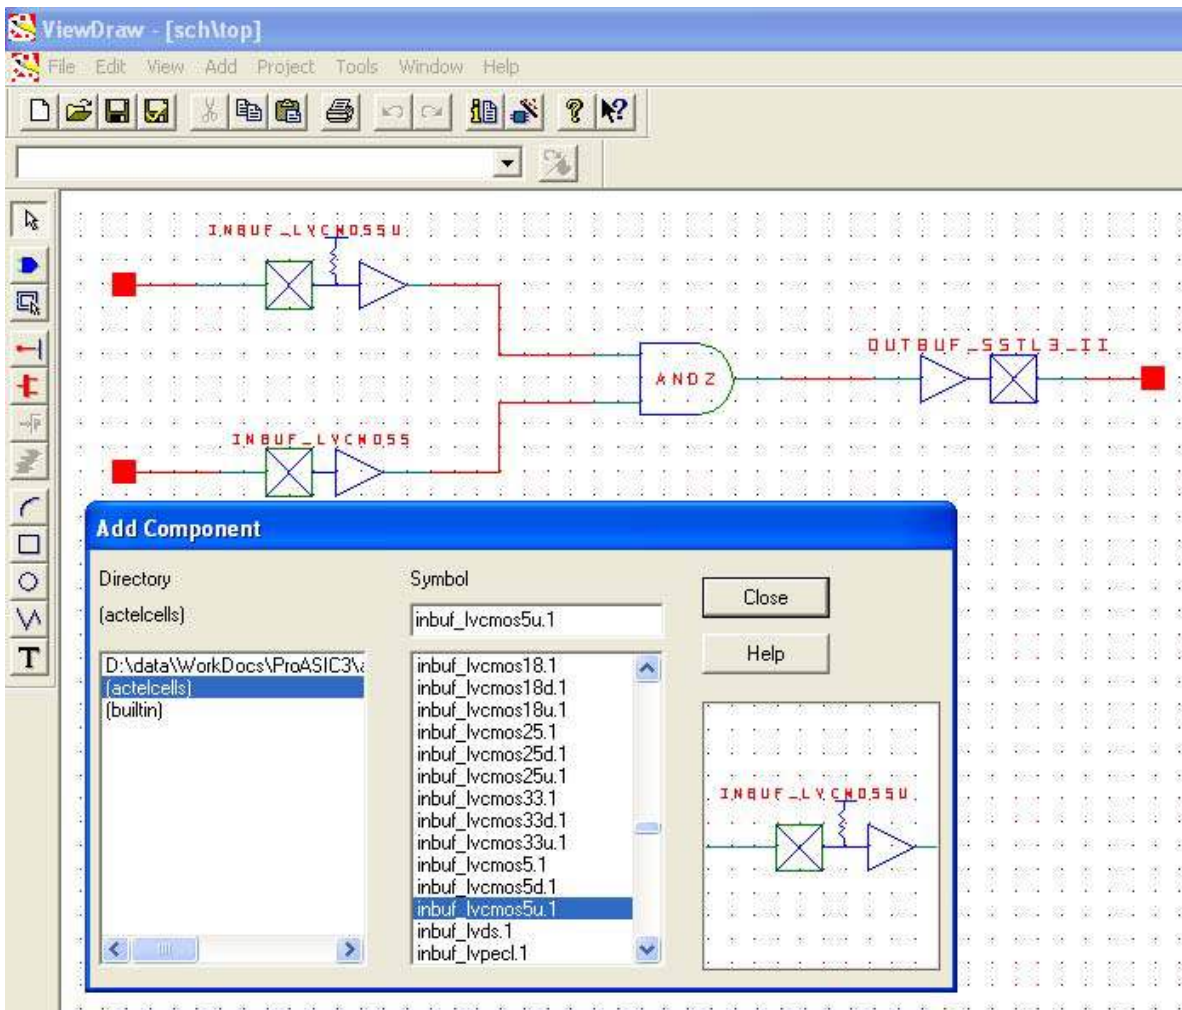 ViewDraw - [sch\top]
File Edit View Add Project Tools Window Help
INBUF_LVCMOS5U
OUTBUF_SSTL3_II
AND2
INBUF_LVCMOS5
T
Add Component
Directory
Symbol
Close
(actelcells)
inbuf_lvcmos5u.1
Help
D:\data\WorkDocs\ProASIC3\a
(actelcells)
(builtin)
inbuf_lvcmos18.1
inbuf_lvcmos18d.1
inbuf_lvcmos18u.1
inbuf_lvcmos25.1
inbuf_lvcmos25d.1
inbuf_lvcmos25u.1
inbuf_lvcmos33.1
inbuf_lvcmos33d.1
inbuf_lvcmos33u.1
inbuf_lvcmos5.1
inbuf_lvcmos5d.1
inbuf_lvcmos5u.1
inbuf_lvds.1
inbuf_lvpecl.1
INBUF_LVCMOS5U